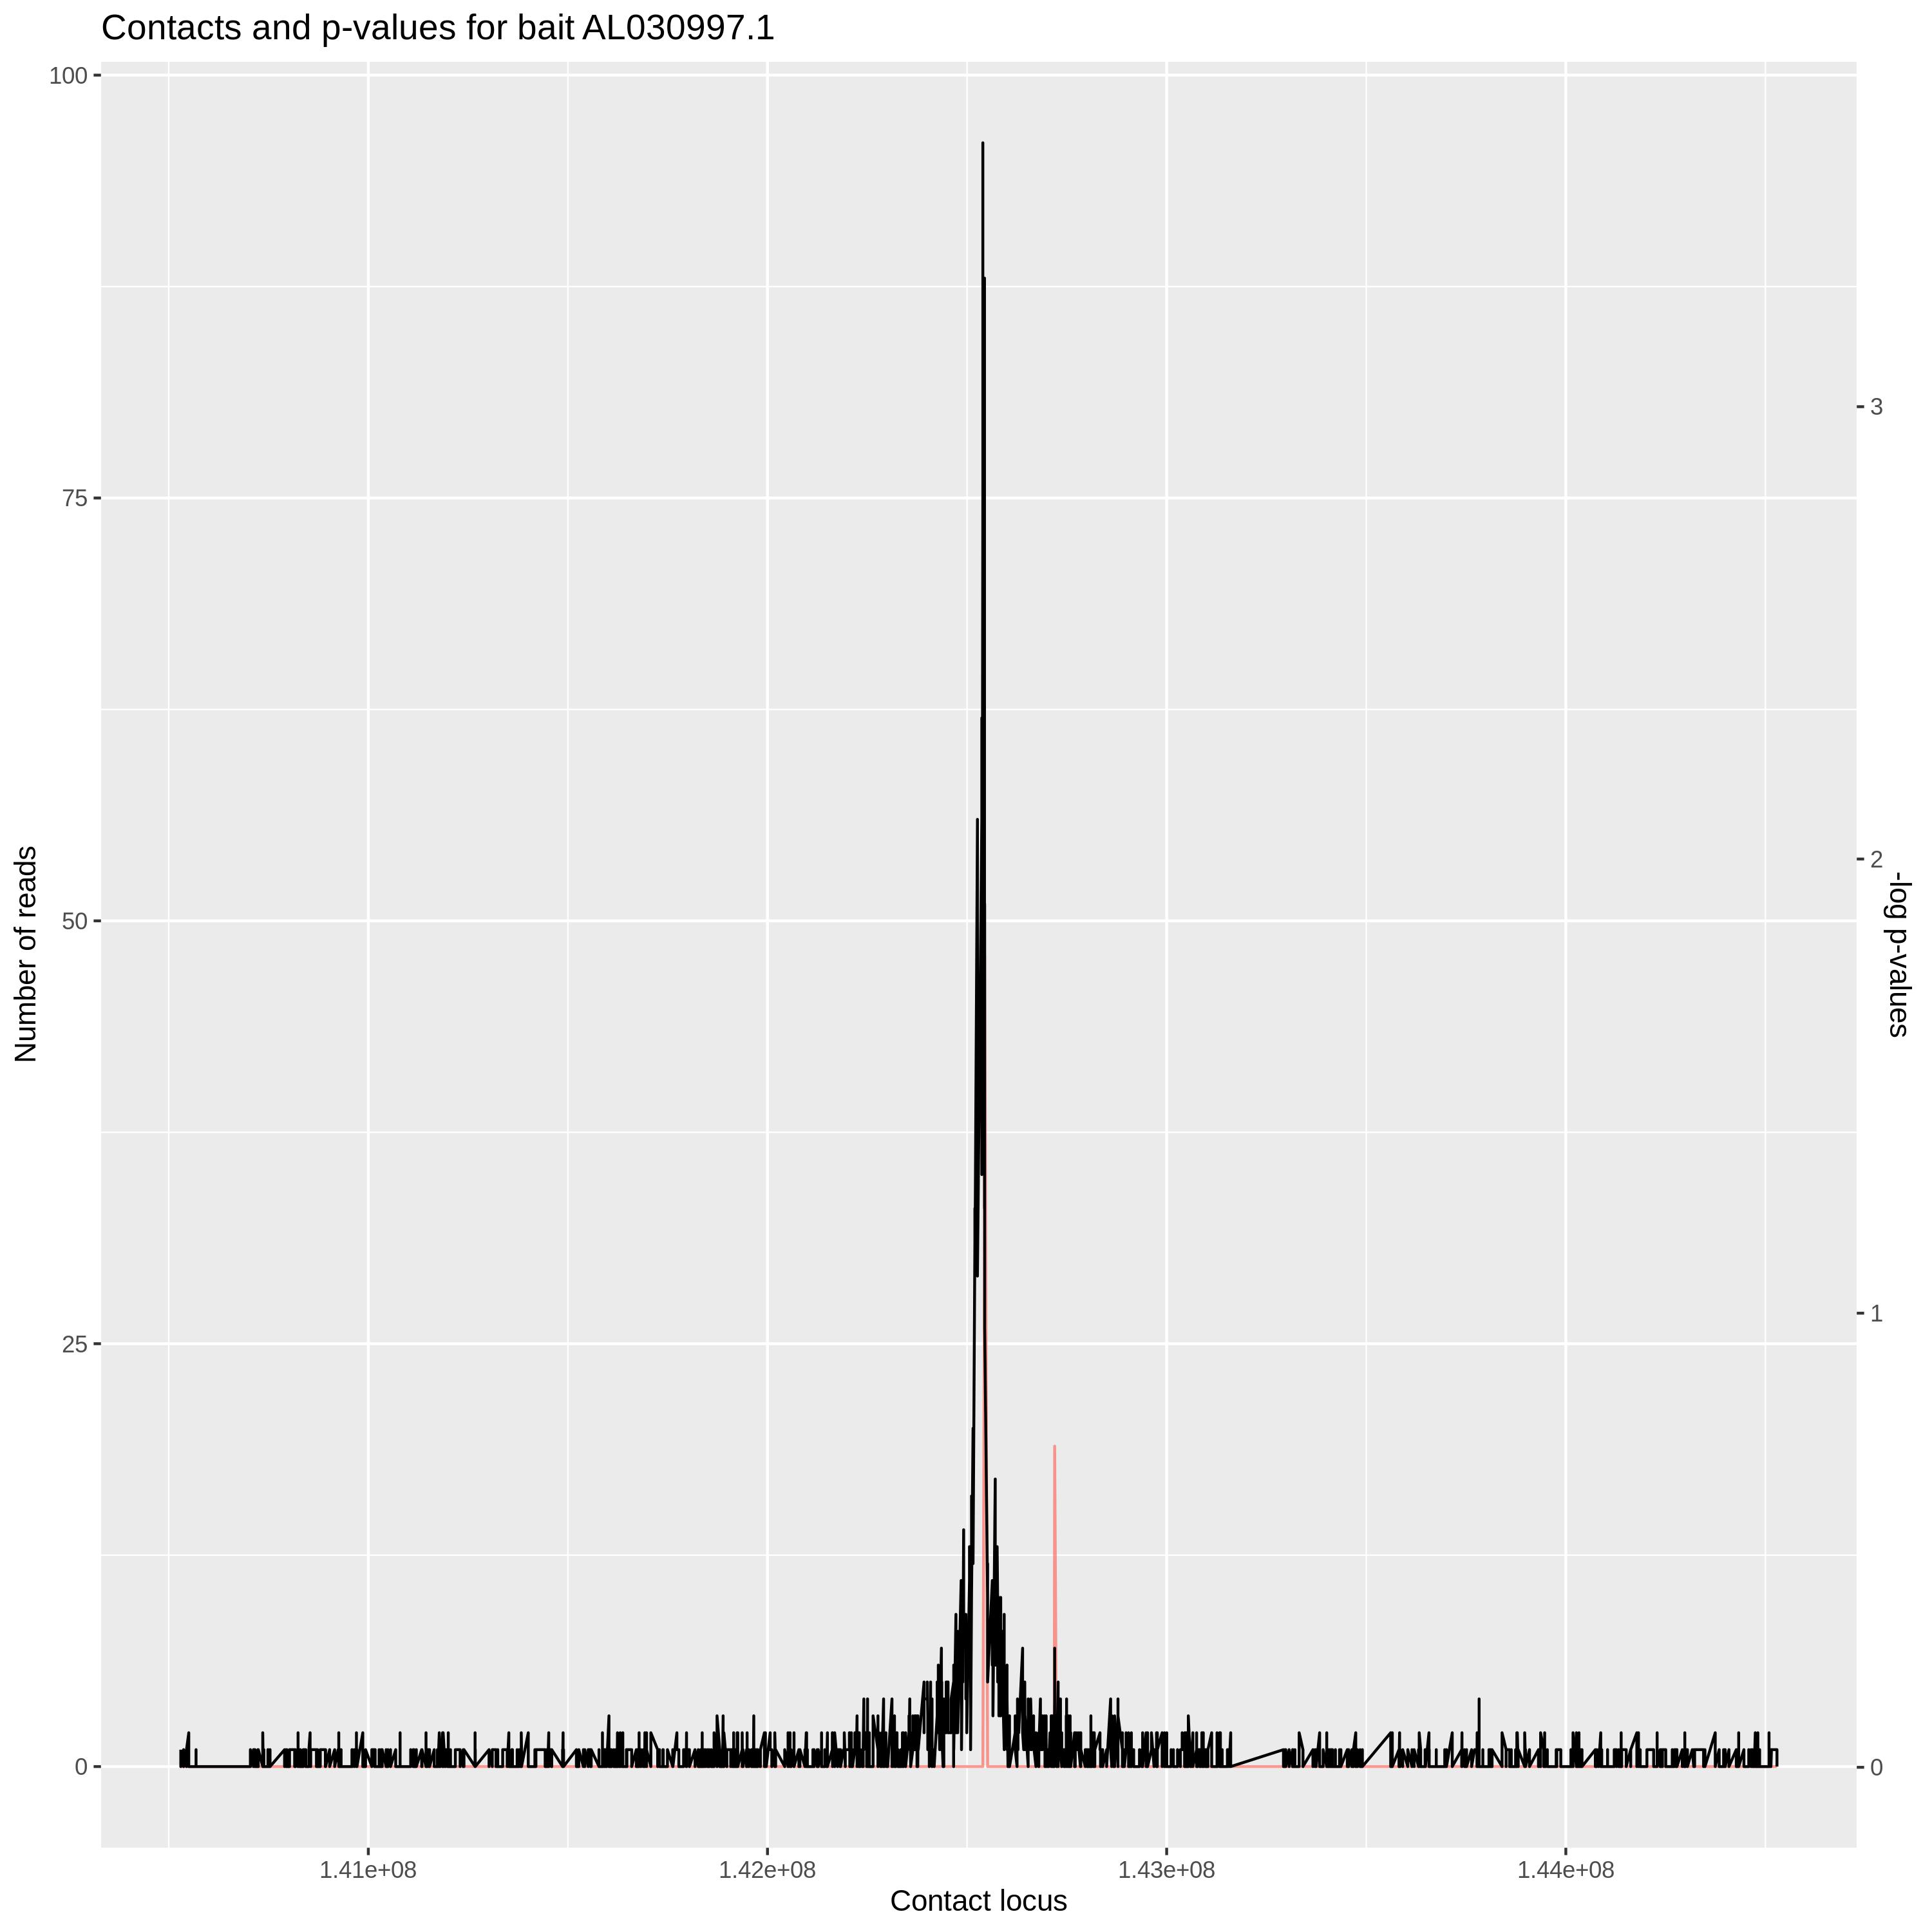 Contacts and p-values for bait AL030997.1
100
75
50
25
0
Number of reads
3
2
1
0
-log p-values
1.41e+08
1.42e+08
1.43e+08
1.44e+08
Contact locus